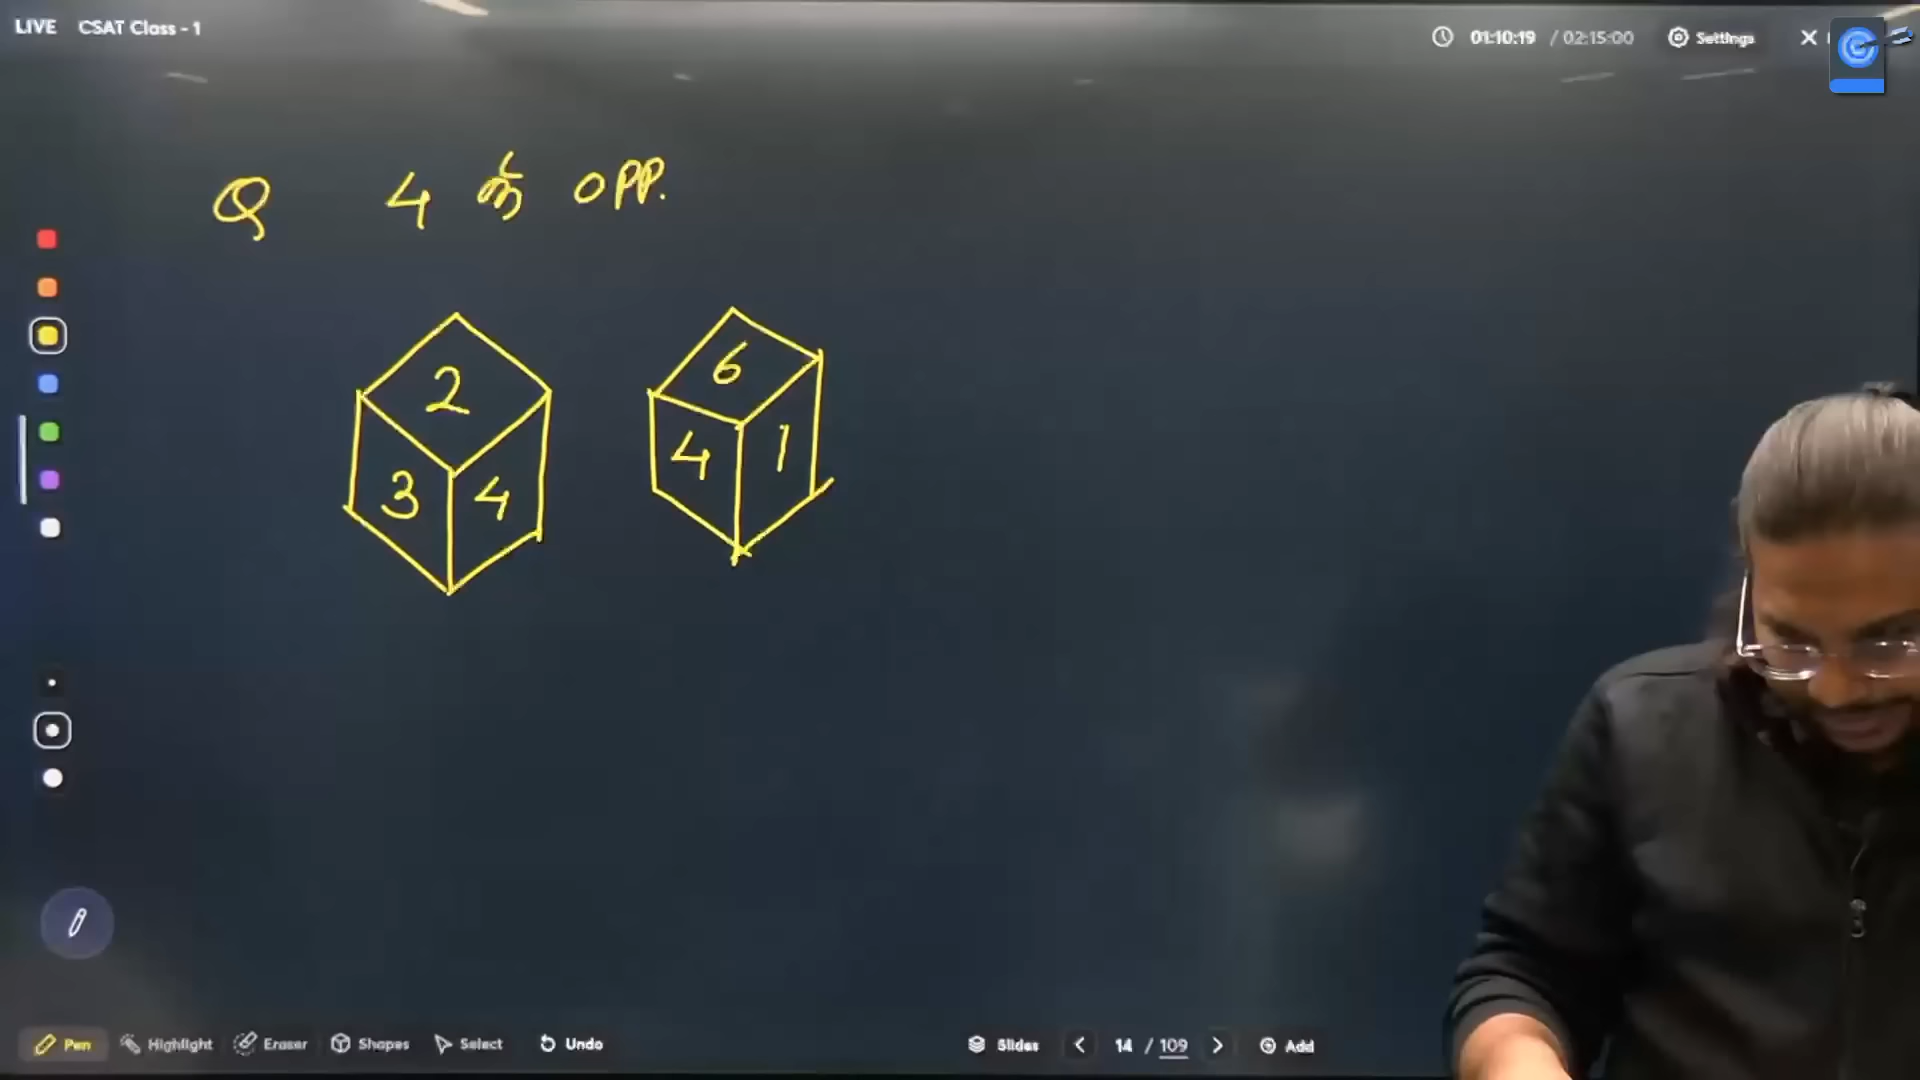 LIVE CSAT Class - 1
01:10:19 / 02:15:00 Settings
Q 4 के OPP.
2
3 4
6
4 1
Pen Highlight Eraser Shapes Select Undo Slides 14 / 109 Add